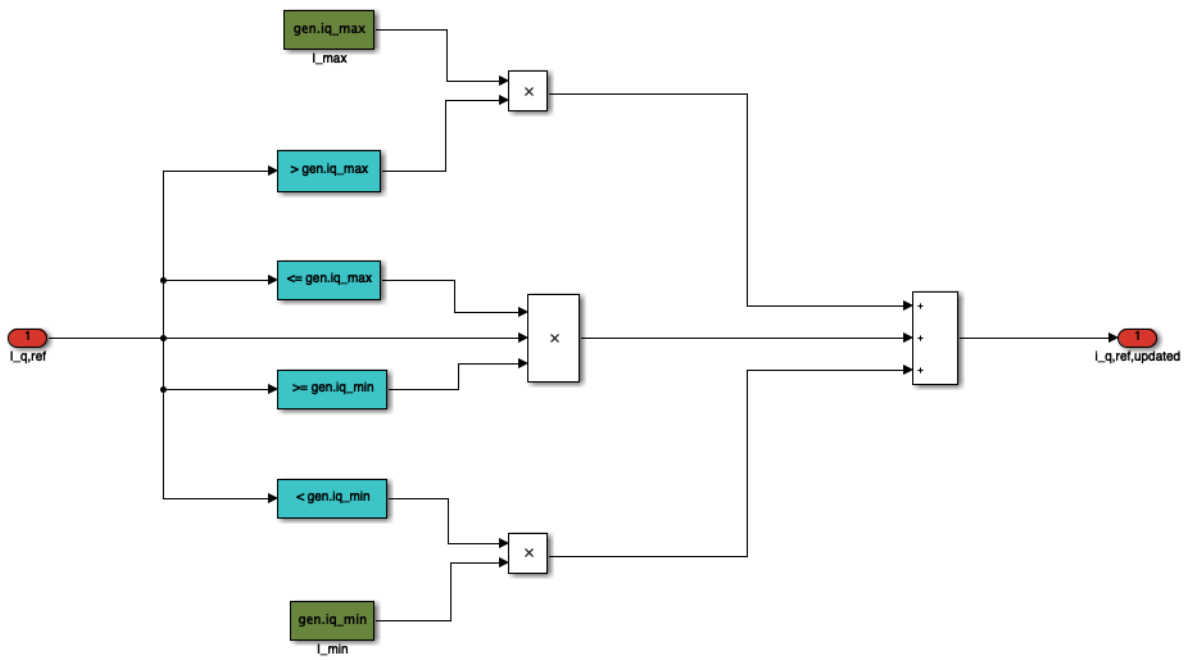 gen.iq_max
I_max
×
> gen.iq_max
<= gen.iq_max
×
1
I_q,ref
>= gen.iq_min
+
+
+
1
i_q,ref,updated
< gen.iq_min
×
gen.iq_min
I_min